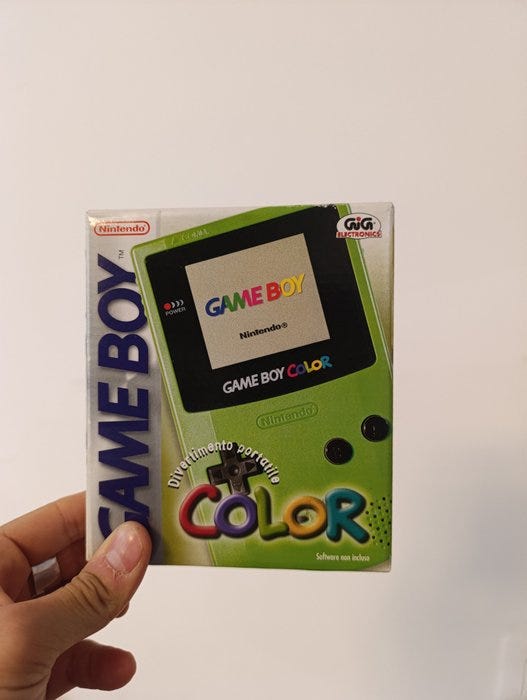 Nintendo
GAME BOY
TM
GiG
ELECTRONICS
POWER
GAME BOY
Nintendo®
GAME BOY COLOR
Nintendo
Divertimento portatile
COLOR
Software non incluso